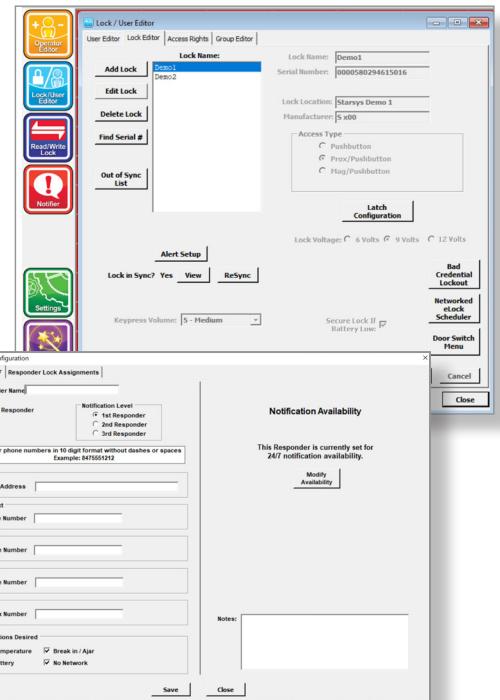 Operator
Editor
Lock/User
Editor
Read/Write
Lock
Notifier
Settings
Lock / User Editor
User Editor Lock Editor Access Rights Group Editor
Lock Name:
Add Lock
Edit Lock
Delete Lock
Find Serial #
Out of Sync
List
Demo1
Demo2
Lock Name: Demo1
Serial Number: 0000580294615016
Lock Location: Starsys Demo 1
Manufacturer: S x00
Access Type
Pushbutton
Prox/Pushbutton
Mag/Pushbutton
Latch
Configuration
Lock Voltage: 6 Volts 9 Volts 12 Volts
Alert Setup
Lock in Sync? Yes View ReSync
Keypress Volume: 5 - Medium
Secure Lock If
Battery Low:
Bad
Credential
Lockout
Networked
eLock
Scheduler
Door Switch
Menu
Cancel
Close
nfiguration
Responder Lock Assignments
er Name
Responder
Notification Level
1st Responder
2nd Responder
3rd Responder
r phone numbers in 10 digit format without dashes or spaces
Example: 8475551212
Address
Number
Number
Number
Number
ions Desired
mperature Break in / Ajar
ttery No Network
Notification Availability
This Responder is currently set for
24/7 notification availability.
Modify
Availability
Notes:
Save Close